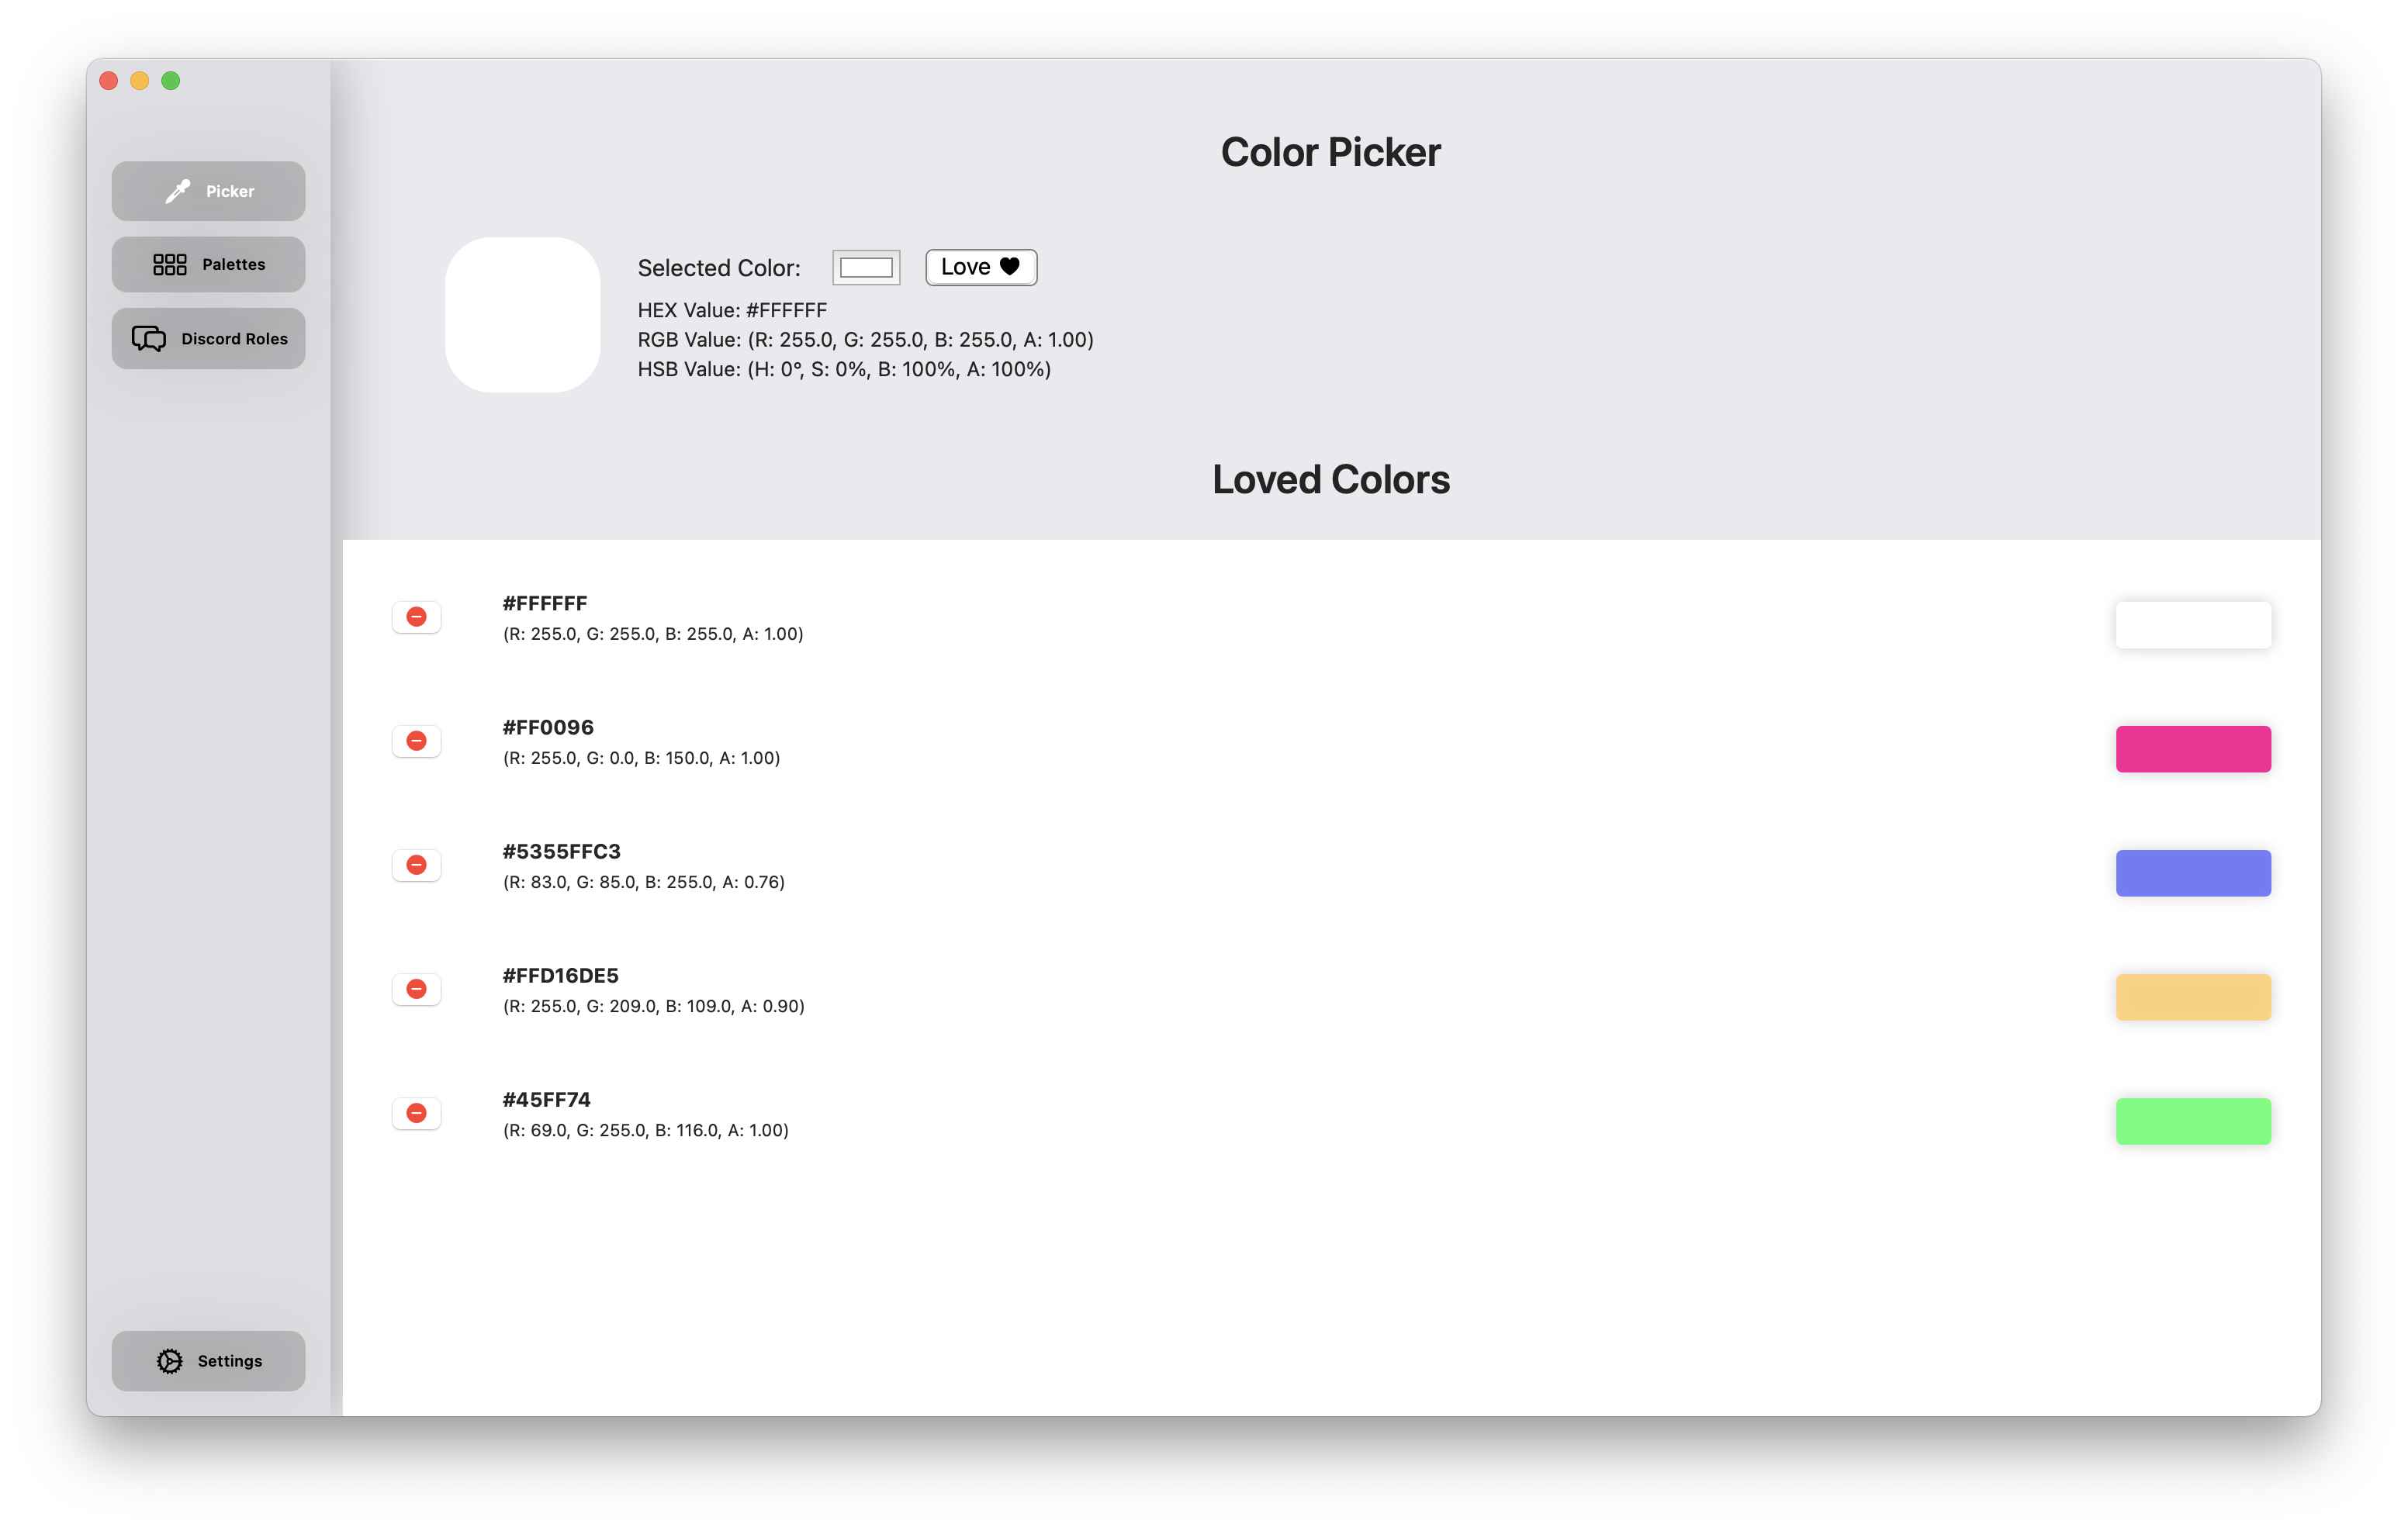 Picker
Palettes
Discord Roles
Settings
Color Picker
Selected Color:
Love ♥
HEX Value: #FFFFFF
RGB Value: (R: 255.0, G: 255.0, B: 255.0, A: 1.00)
HSB Value: (H: 0°, S: 0%, B: 100%, A: 100%)
Loved Colors
#FFFFFF
(R: 255.0, G: 255.0, B: 255.0, A: 1.00)
#FF0096
(R: 255.0, G: 0.0, B: 150.0, A: 1.00)
#5355FFC3
(R: 83.0, G: 85.0, B: 255.0, A: 0.76)
#FFD16DE5
(R: 255.0, G: 209.0, B: 109.0, A: 0.90)
#45FF74
(R: 69.0, G: 255.0, B: 116.0, A: 1.00)